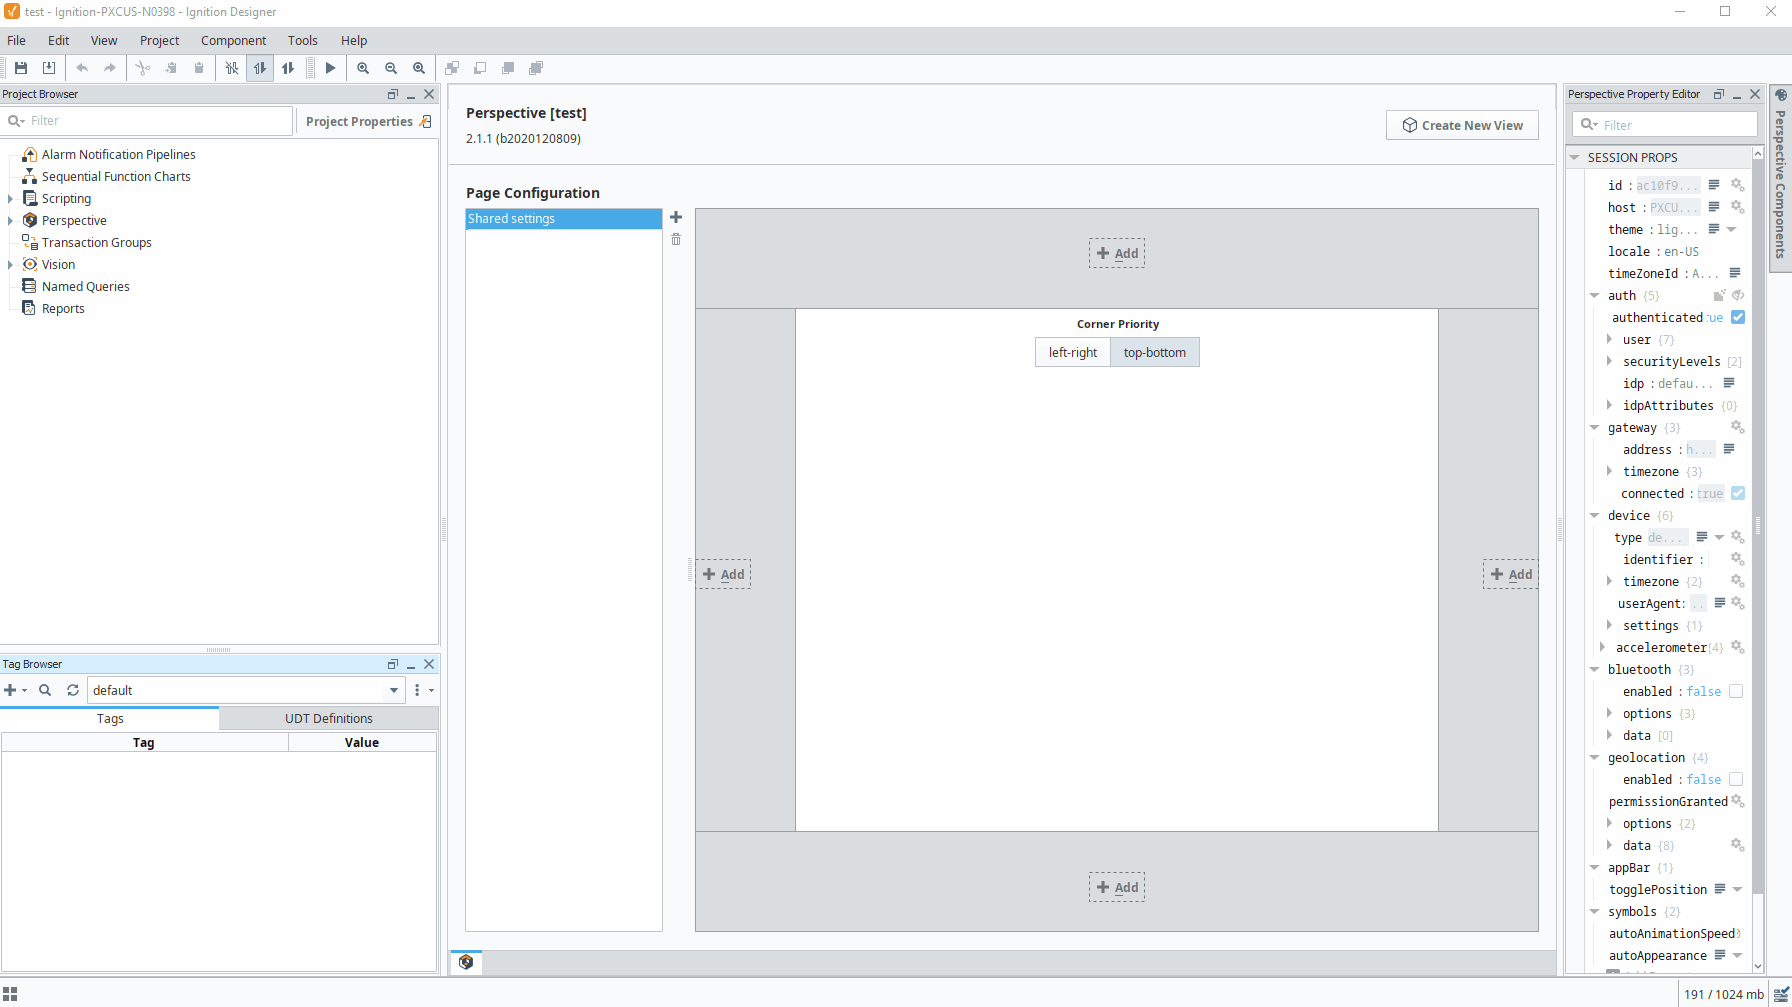 test - Ignition-PXCUS-N0398 - Ignition Designer
File Edit View Project Component Tools Help
Project Browser
Filter
Project Properties
Alarm Notification Pipelines
Sequential Function Charts
Scripting
Perspective
Transaction Groups
Vision
Named Queries
Reports
Tag Browser
default
Tags UDT Definitions
Tag Value
Perspective [test]
2.1.1 (b2020120809)
Create New View
Page Configuration
Shared settings
Add
Corner Priority
left-right top-bottom
Add
Add
Add
Perspective Property Editor
Filter
SESSION PROPS
id : ac10f9...
host : PXCU...
theme : lig...
locale : en-US
timeZoneId : A...
auth {5}
authenticated
user {7}
securityLevels [2]
idp : defau...
idpAttributes {0}
gateway {3}
address : h...
timezone {3}
connected : true
device {6}
type de...
identifier :
timezone {2}
userAgent: ..
settings {1}
accelerometer{4}
bluetooth {3}
enabled : false
options {3}
data [0]
geolocation {4}
enabled : false
permissionGranted
options {2}
data {8}
appBar {1}
togglePosition
symbols {2}
autoAnimationSpeed
autoAppearance
Perspective Components
191 / 1024 mb